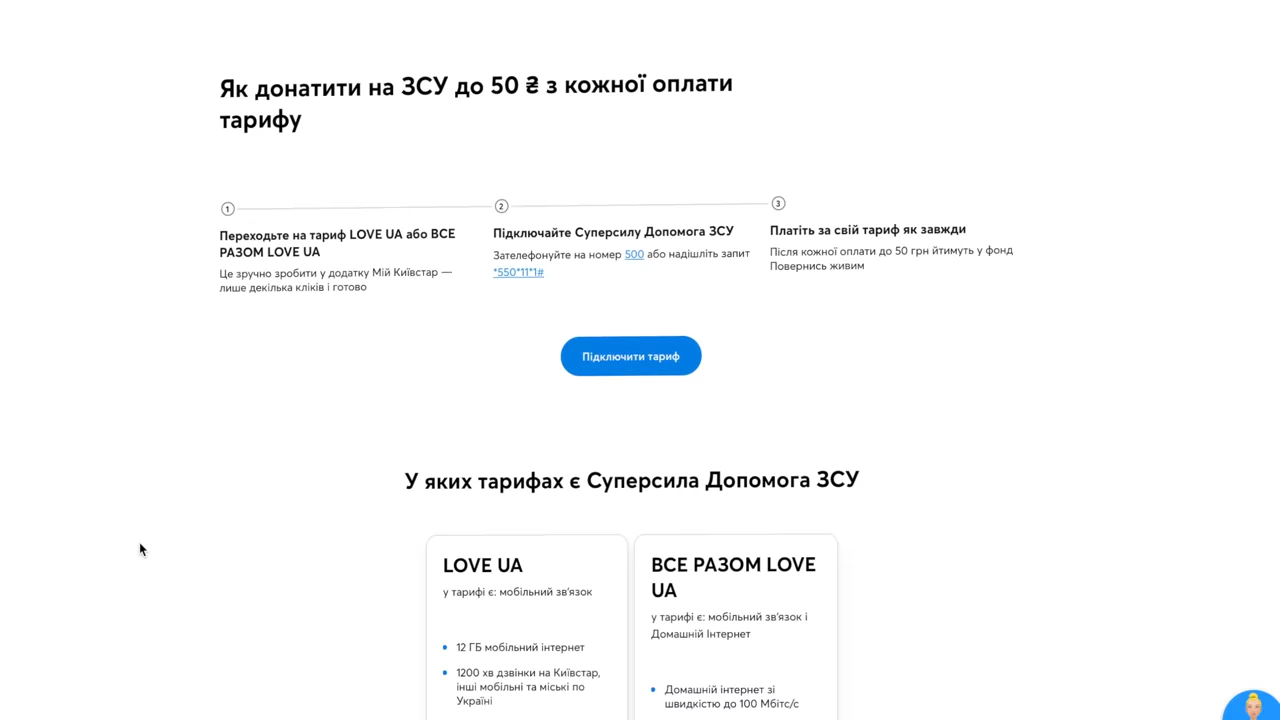 Як донатити на ЗСУ до 50 ₴ з кожної оплати
тарифу
1
Переходьте на тариф LOVE UA або ВСЕ
РАЗОМ LOVE UA
Це зручно зробити у додатку Мій Київстар —
лише декілька кліків і готово
2
Підключайте Суперсилу Допомога ЗСУ
Зателефонуйте на номер 500 або надішліть запит
*550*11*1#
3
Платіть за свій тариф як завжди
Після кожної оплати до 50 грн йтимуть у фонд
Повернись живим
Підключити тариф
У яких тарифах є Суперсила Допомога ЗСУ
LOVE UA
у тарифі є: мобільний зв'язок
12 ГБ мобільний інтернет
1200 хв дзвінки на Київстар,
інші мобільні та міські по
Україні
ВСЕ РАЗОМ LOVE
UA
у тарифі є: мобільний зв'язок і
Домашній Інтернет
Домашній інтернет зі
швидкістю до 100 Мбітс/с